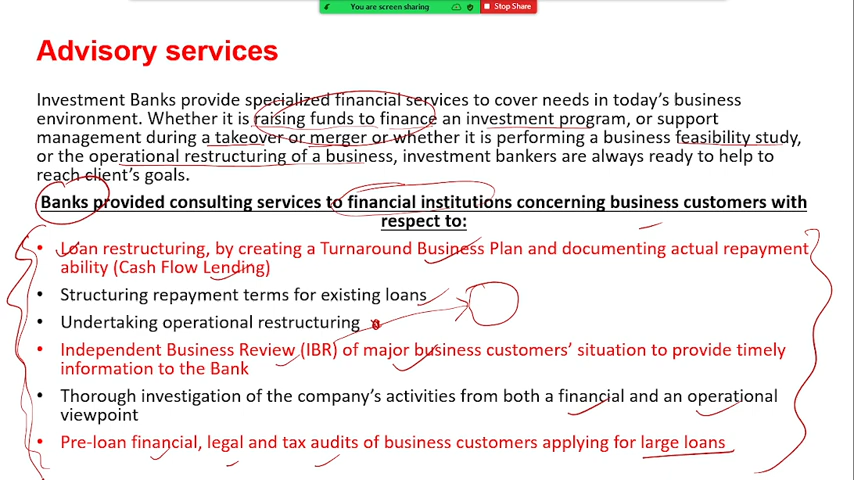 You are screen sharing
Stop Share
Advisory services
Investment Banks provide specialized financial services to cover needs in today's business
environment. Whether it is raising funds to finance an investment program, or support
management during a takeover or merger or whether it is performing a business feasibility study,
or the operational restructuring of a business, investment bankers are always ready to help to
reach client's goals.
Banks provided consulting services to financial institutions concerning business customers with
respect to:
• Loan restructuring, by creating a Turnaround Business Plan and documenting actual repayment
ability (Cash Flow Lending)
• Structuring repayment terms for existing loans
• Undertaking operational restructuring
• Independent Business Review (IBR) of major business customers' situation to provide timely
information to the Bank
• Thorough investigation of the company's activities from both a financial and an operational
viewpoint
• Pre-loan financial, legal and tax audits of business customers applying for large loans